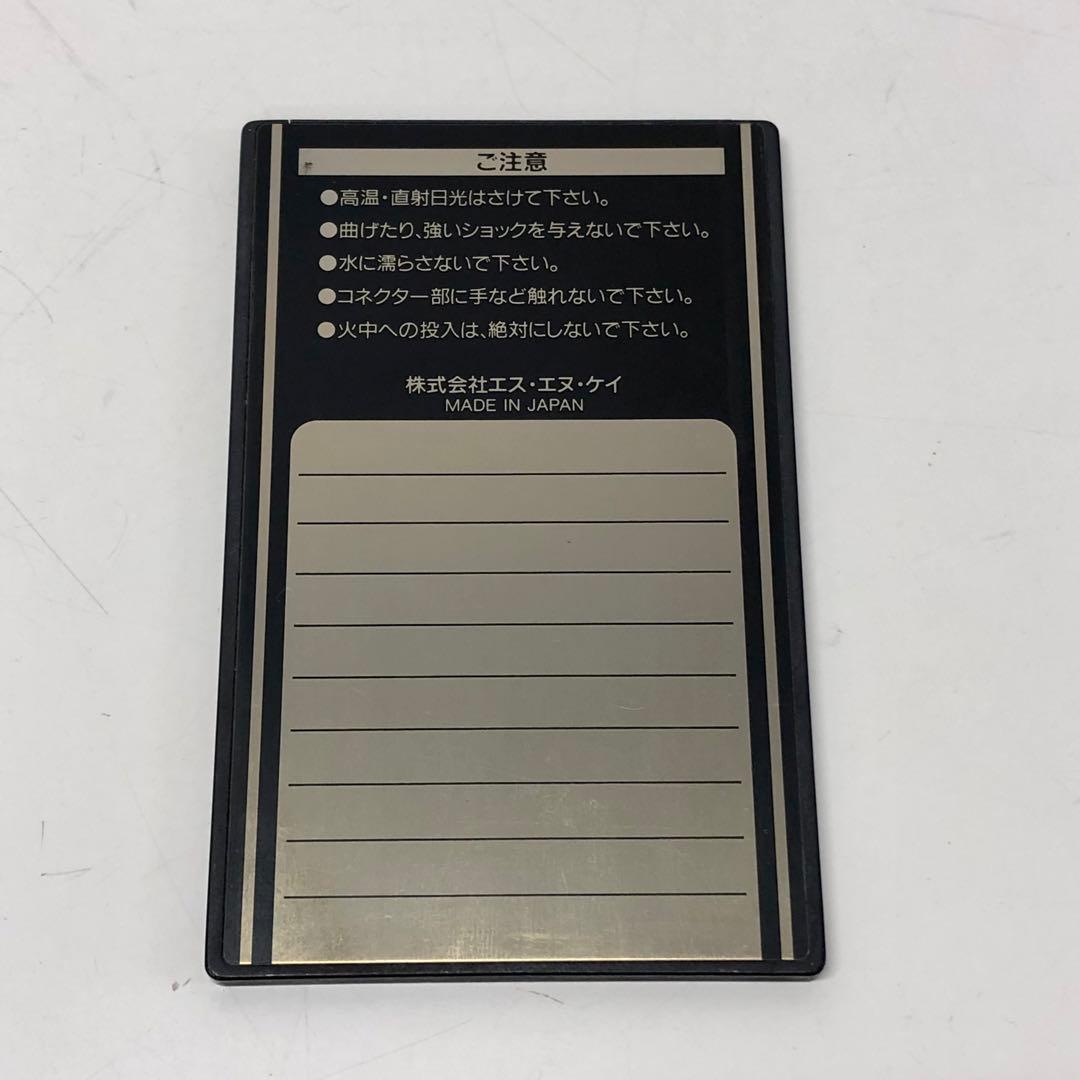 ご注意
●高温・直射日光はさけて下さい。
●曲げたり、強いショックを与えないで下さい。
●水に濡らさないで下さい。
●コネクター部に手など触れないで下さい。
●火中への投入は、絶対にしないで下さい。
株式会社エス・エヌ・ケイ
MADE IN JAPAN